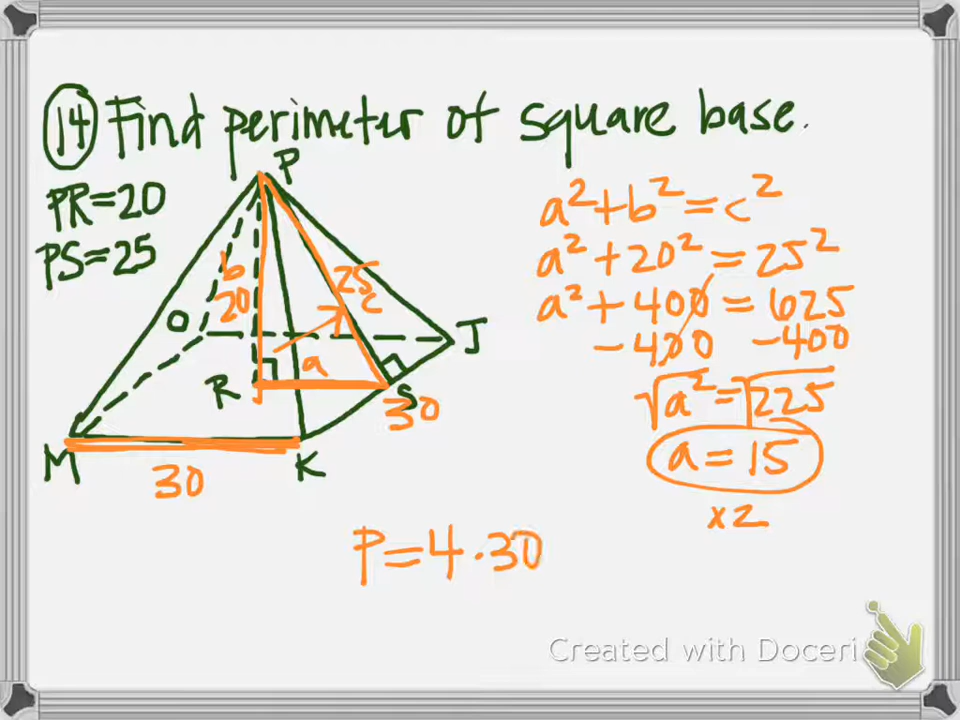 14 Find perimeter of square base.
PR=20
PS=25
P
b
20
25
c
O
J
R
a
S
30
M
K
30
a²+b²=c²
a²+20²=25²
a²+400=625
-400 -400
√a²=√225
a=15
x2
P=4·30
Created with Doceri